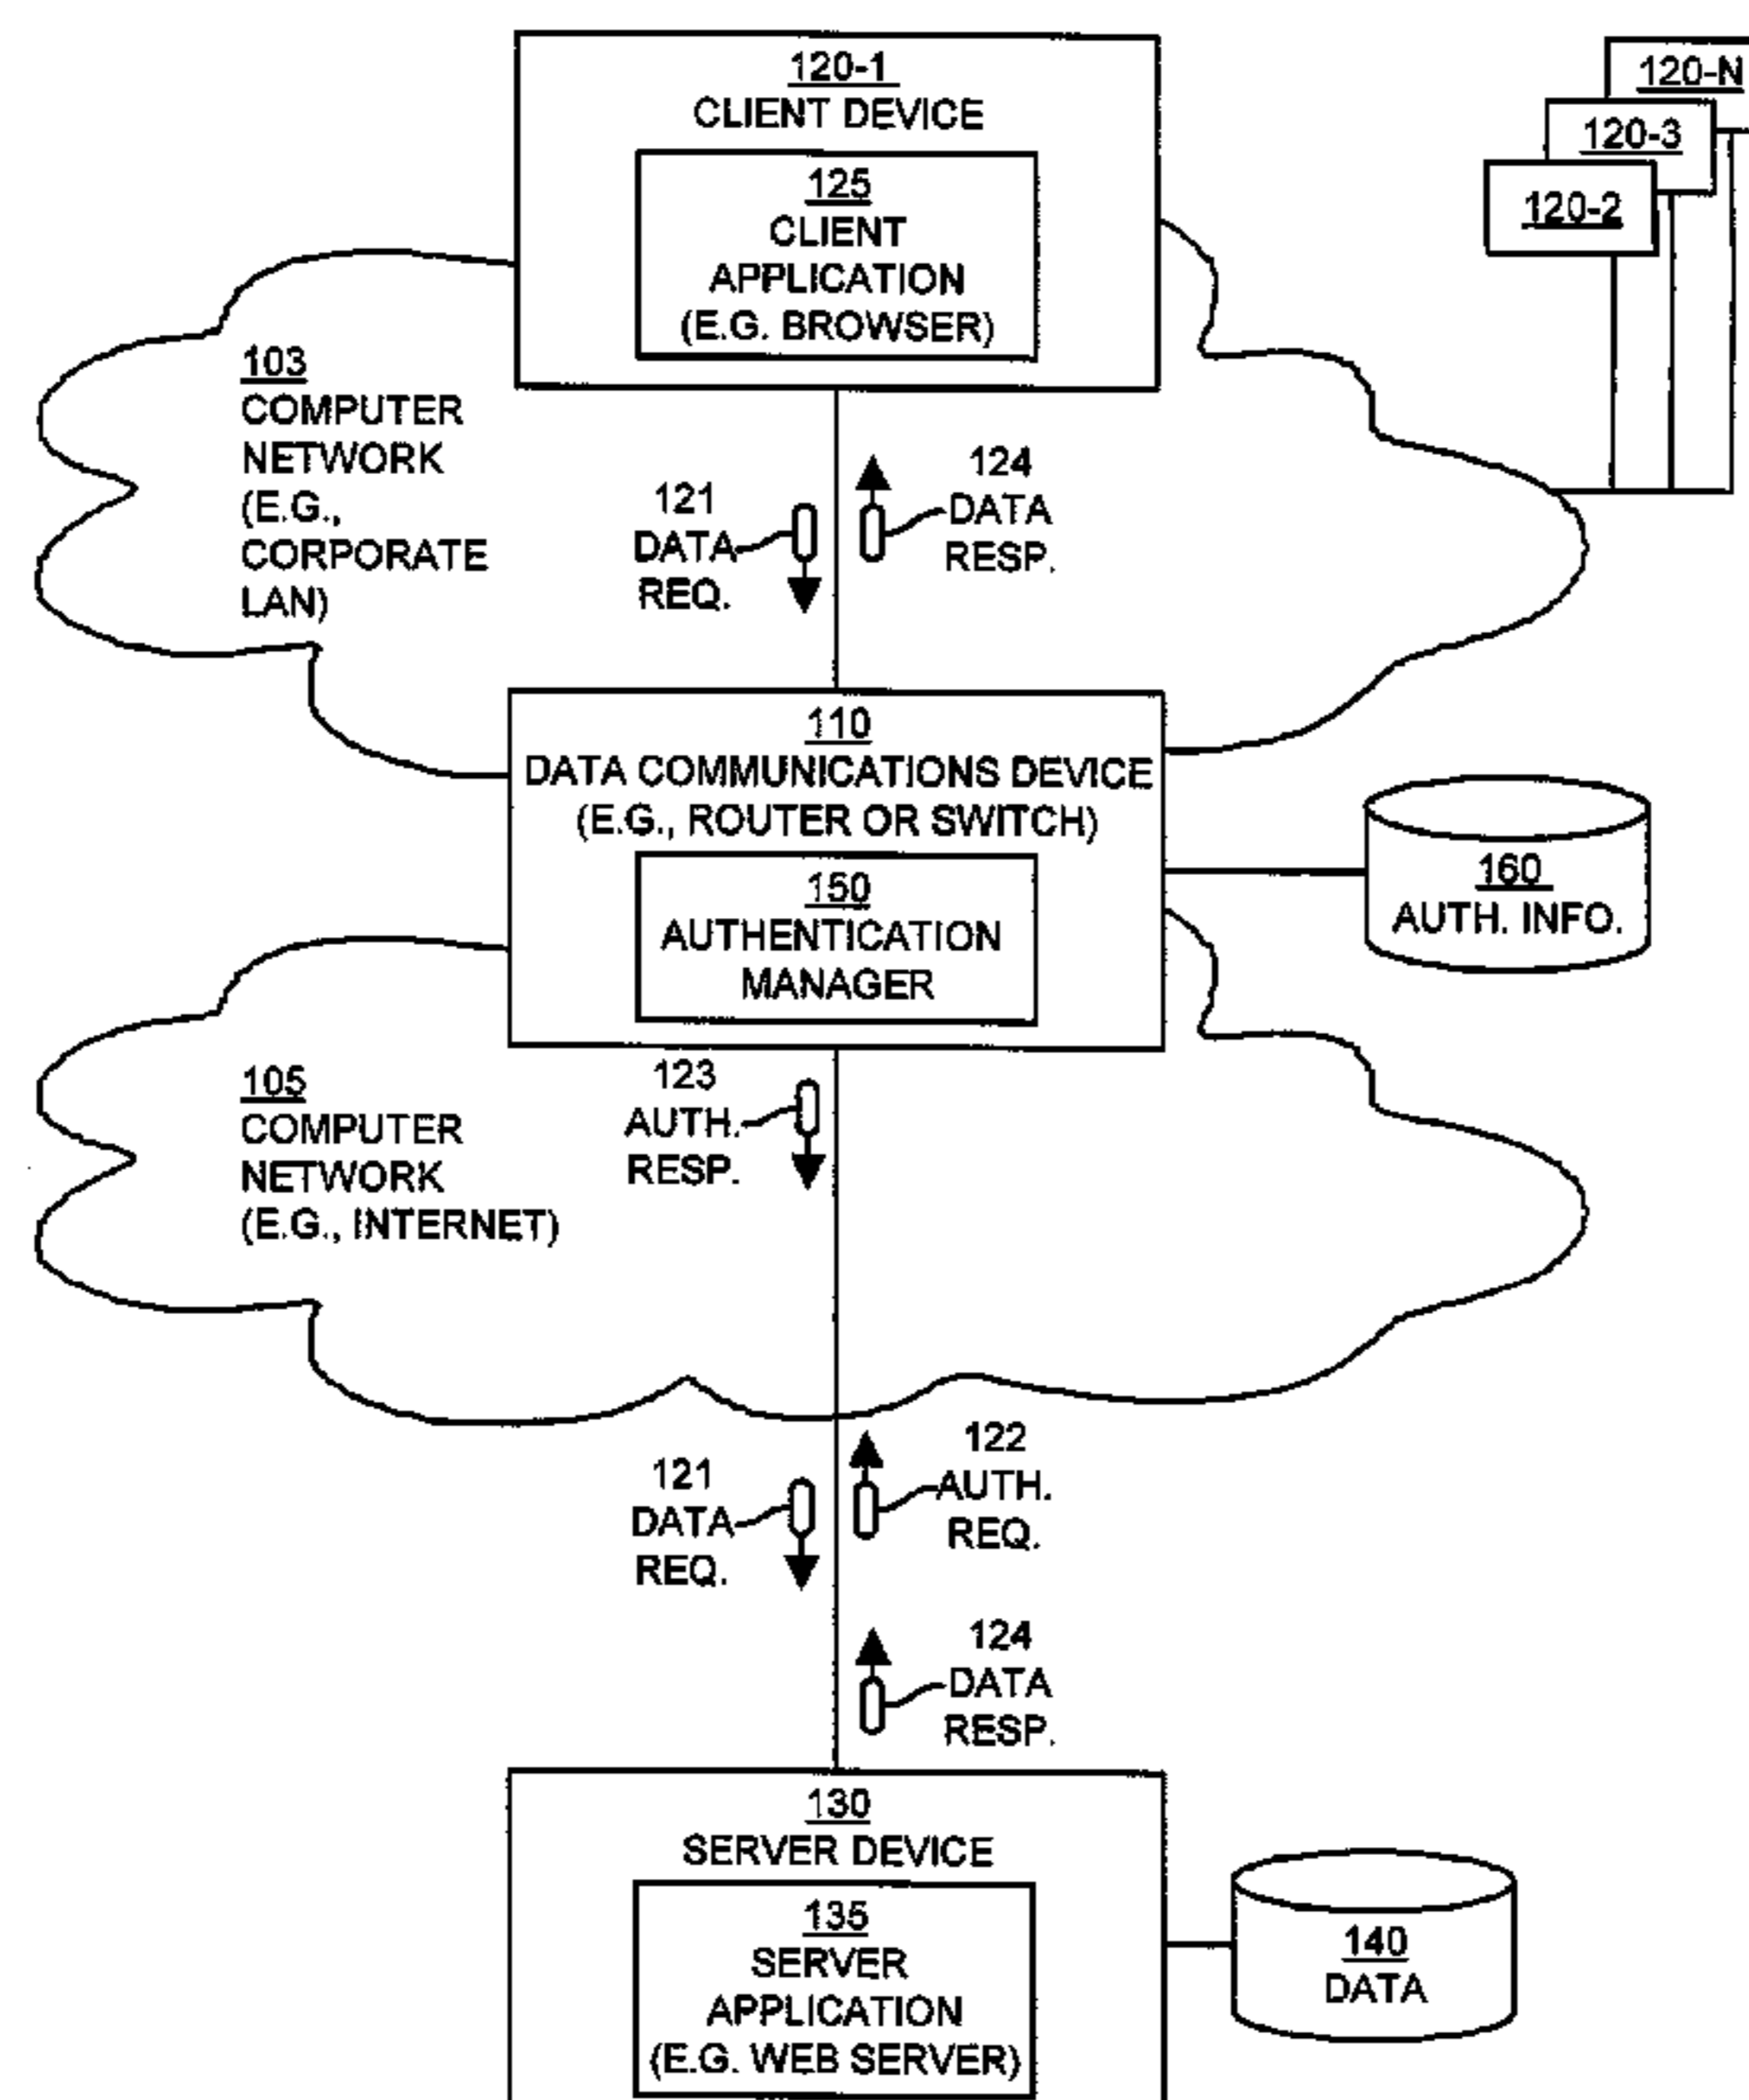 120-1
CLIENT DEVICE
125
CLIENT
APPLICATION
(E.G. BROWSER)
120-N
120-3
120-2
103
COMPUTER
NETWORK
(E.G.,
CORPORATE
LAN)
121
DATA
REQ.
124
DATA
RESP.
110
DATA COMMUNICATIONS DEVICE
(E.G., ROUTER OR SWITCH)
150
AUTHENTICATION
MANAGER
160
AUTH. INFO.
105
COMPUTER
NETWORK
(E.G., INTERNET)
123
AUTH.
RESP.
121
DATA
REQ.
122
AUTH.
REQ.
124
DATA
RESP.
130
SERVER DEVICE
135
SERVER
APPLICATION
(E.G. WEB SERVER)
140
DATA